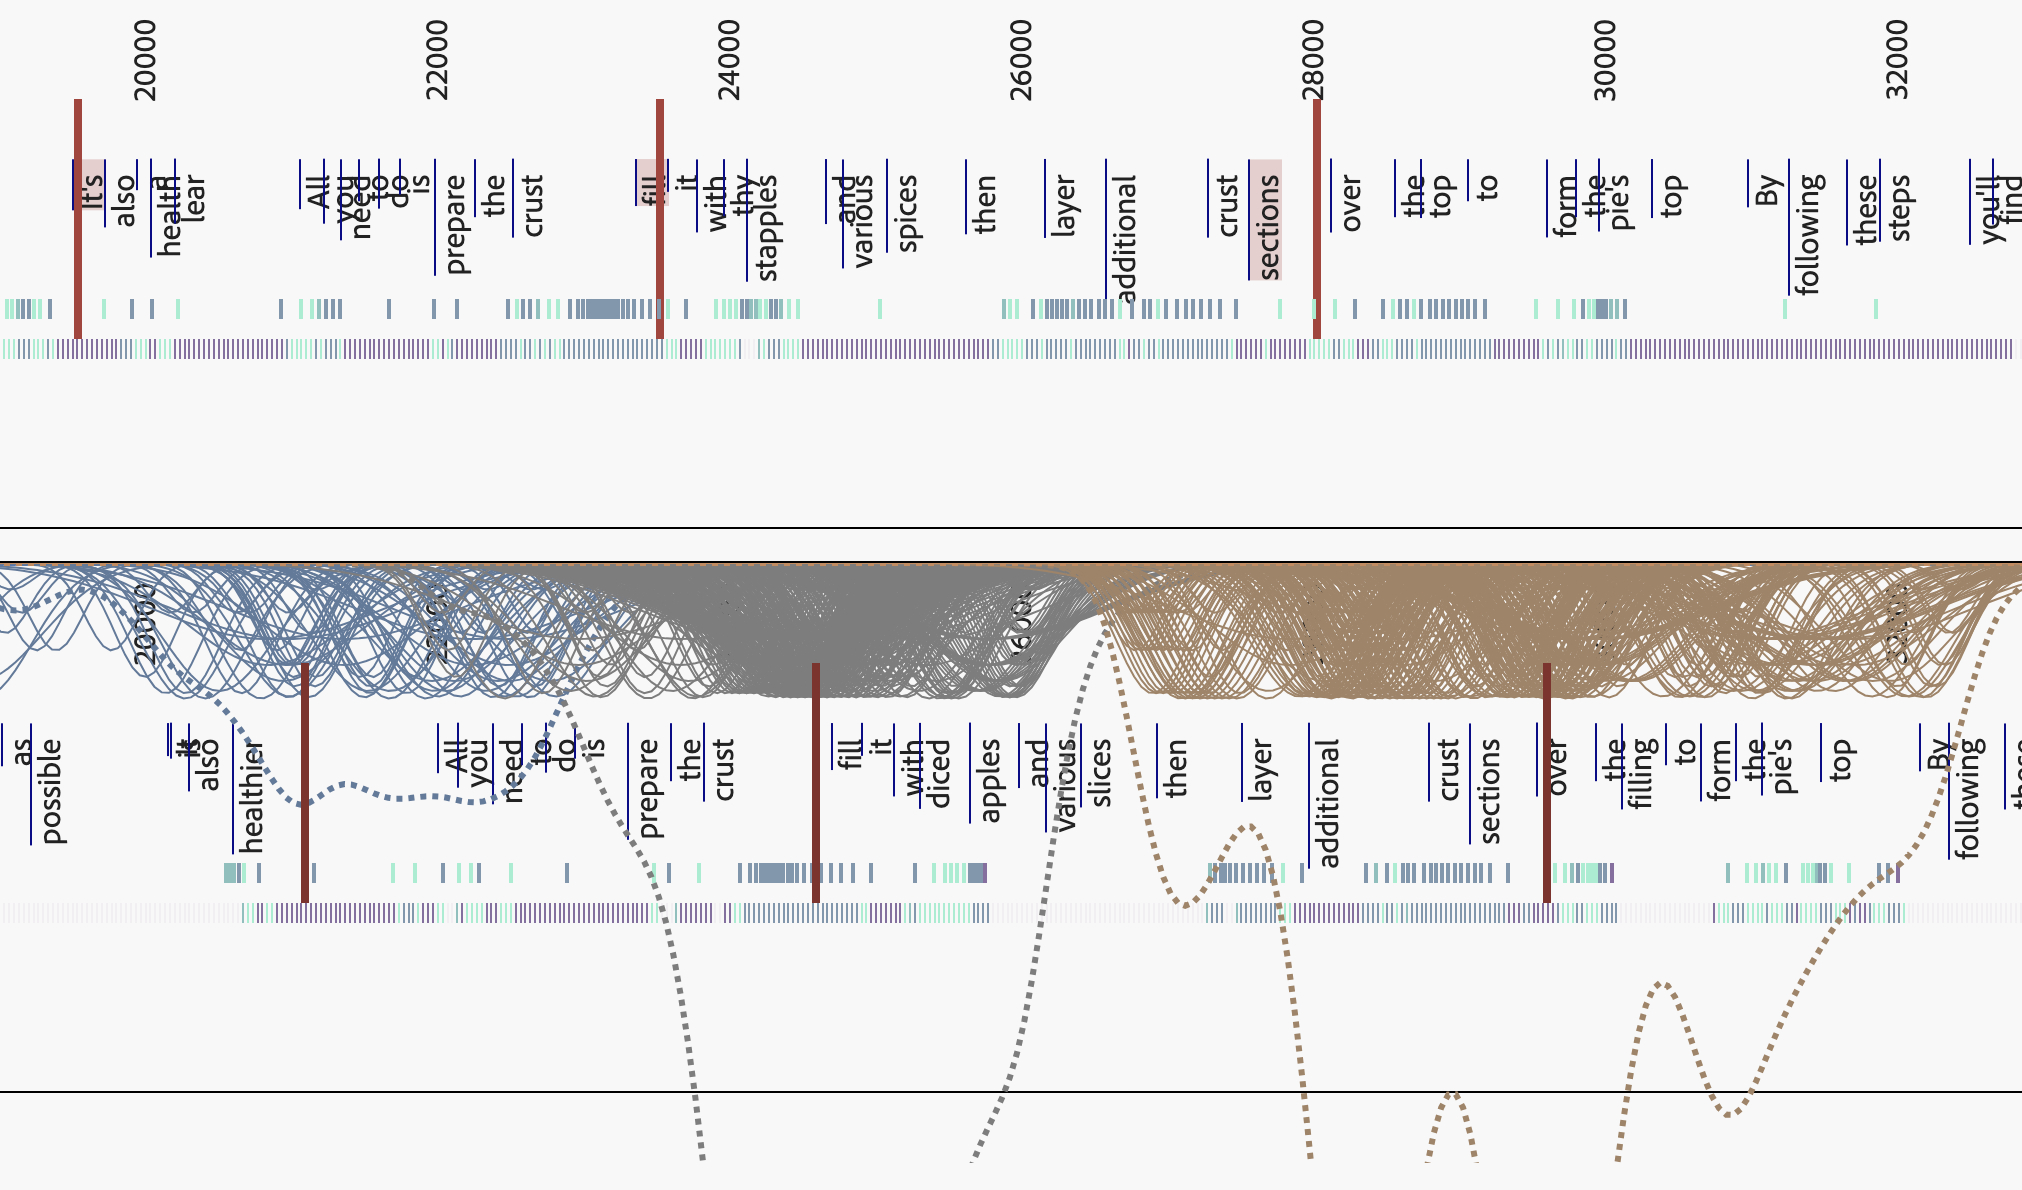 20000 22000 24000 26000 28000 30000 32000
it's also a health lear All you need to do is prepare the crust fill it with thy stapples and various spices then layer additional crust sections over the top to form the pie's top By following these steps you'll find
20000
as possible It is also healthier All you need to do is prepare the crust fill it with diced apples and various slices then layer additional crust sections over the filling to form the pie's top By following these